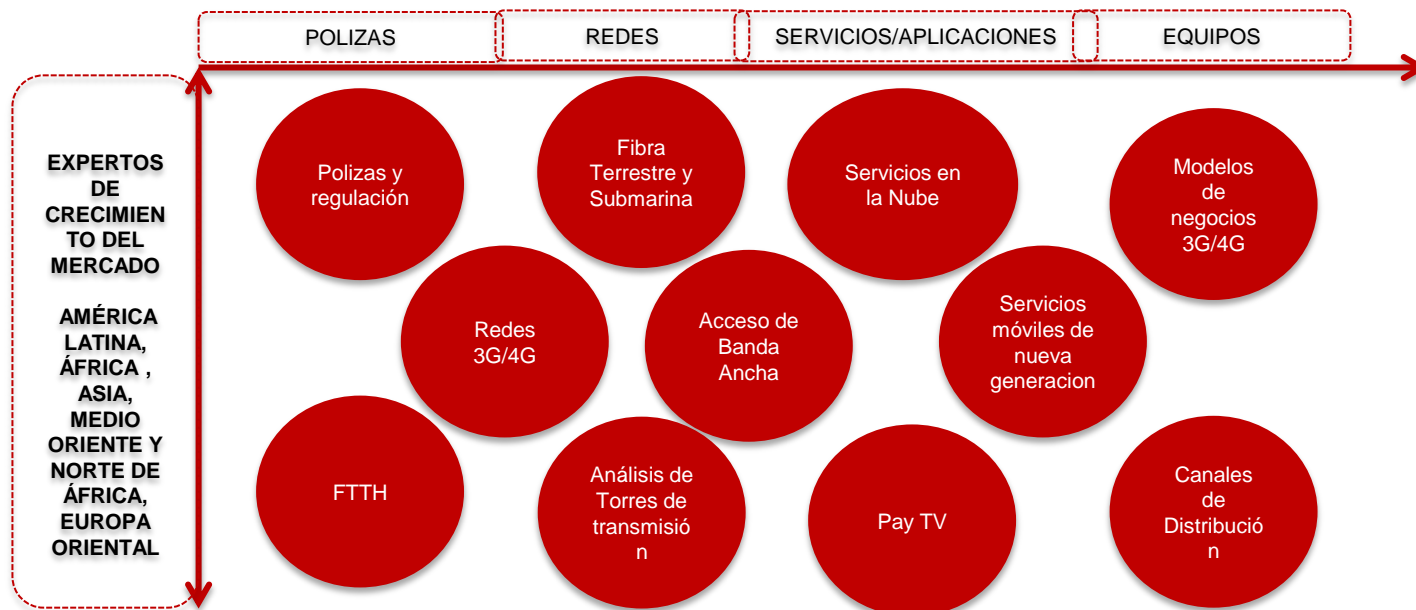 POLIZAS
REDES
SERVICIOS/APLICACIONES
EQUIPOS
EXPERTOS
DE
CRECIMIEN
TO DEL
MERCADO
AMÉRICA
LATINA,
ÁFRICA ,
ASIA,
MEDIO
ORIENTE Y
NORTE DE
ÁFRICA,
EUROPA
ORIENTAL
Polizas y
regulación
Fibra
Terrestre y
Submarina
Servicios en
la Nube
Modelos
de
negocios
3G/4G
Redes
3G/4G
Acceso de
Banda
Ancha
Servicios
móviles de
nueva
generacion
FTTH
Análisis de
Torres de
transmisió
n
Pay TV
Canales
de
Distribució
n